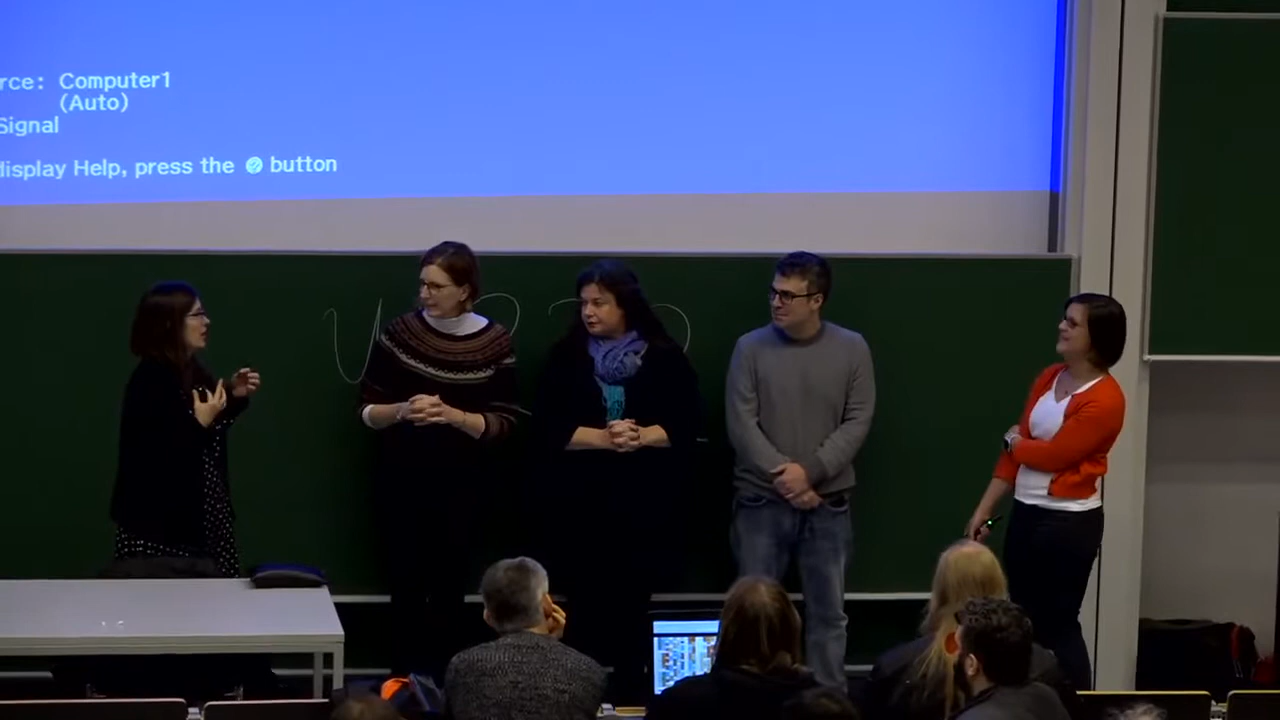 rce: Computer1
(Auto)
Signal
display Help, press the button